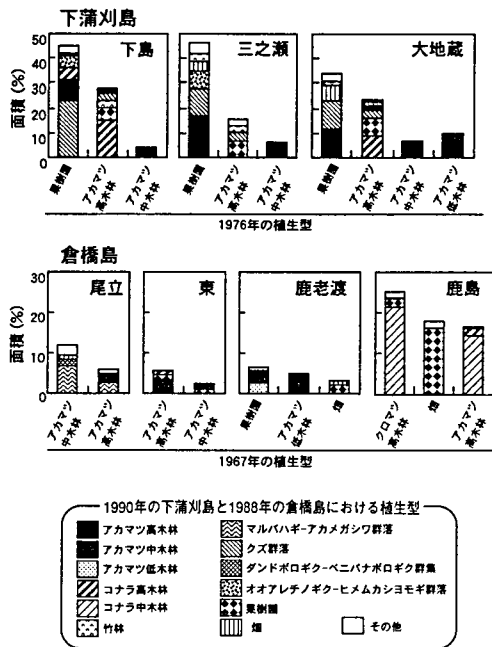 下蒲刈島
下島
三之瀬
大地蔵
面積(%)
50
40
30
20
10
0
果樹園
アカマツ高木林
アカマツ中木林
果樹園
アカマツ高木林
アカマツ中木林
果樹園
アカマツ高木林
アカマツ中木林
アカマツ低木林
1976年の植生型
倉橋島
尾立
東
鹿老渡
鹿島
面積(%)
30
20
10
0
アカマツ中木林
アカマツ高木林
アカマツ高木林
アカマツ中木林
果樹園
アカマツ低木林
畑
クロマツ高木林
畑
アカマツ高木林
1967年の植生型
1990年の下蒲刈島と1988年の倉橋島における植生型
アカマツ高木林
アカマツ中木林
アカマツ低木林
コナラ高木林
コナラ中木林
竹林
マルバハギ-アカメガシワ群落
クズ群落
ダンドボロギク-ベニバナボロギク群集
オオアレチノギク-ヒメムカシヨモギ群落
果樹園
畑
その他